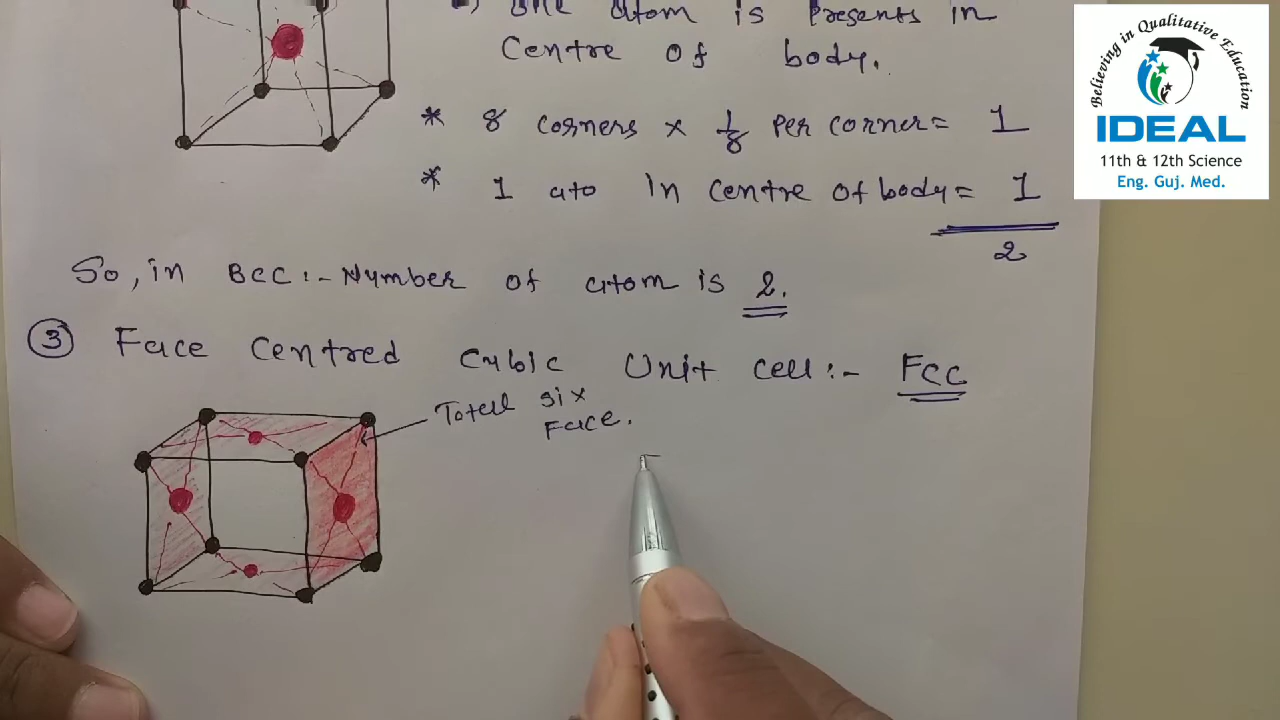 One atom is Presents in
Centre of body.
* 8 corners × 1/8 Per corner = 1
* 1 ato in centre of body = 1
2
So, in BCC :- Number of atom is 2.
③ Face Centred Cubic Unit cell :- FCC
Totall six
Face.
Believing in Qualitative Education
IDEAL
11th & 12th Science
Eng. Guj. Med.